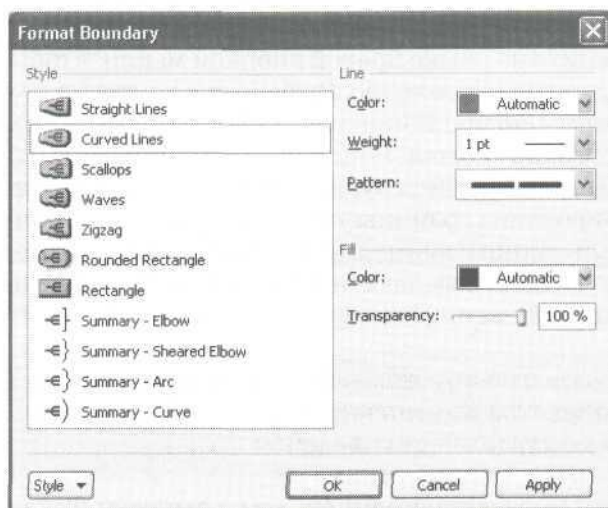 Format Boundary
Style
Straight Lines
Curved Lines
Scallops
Waves
Zigzag
Rounded Rectangle
Rectangle
Summary - Elbow
Summary - Sheared Elbow
Summary - Arc
Summary - Curve
Line
Color: Automatic
Weight: 1 pt
Pattern:
Fill
Color: Automatic
Transparency: 100 %
Style
OK Cancel Apply